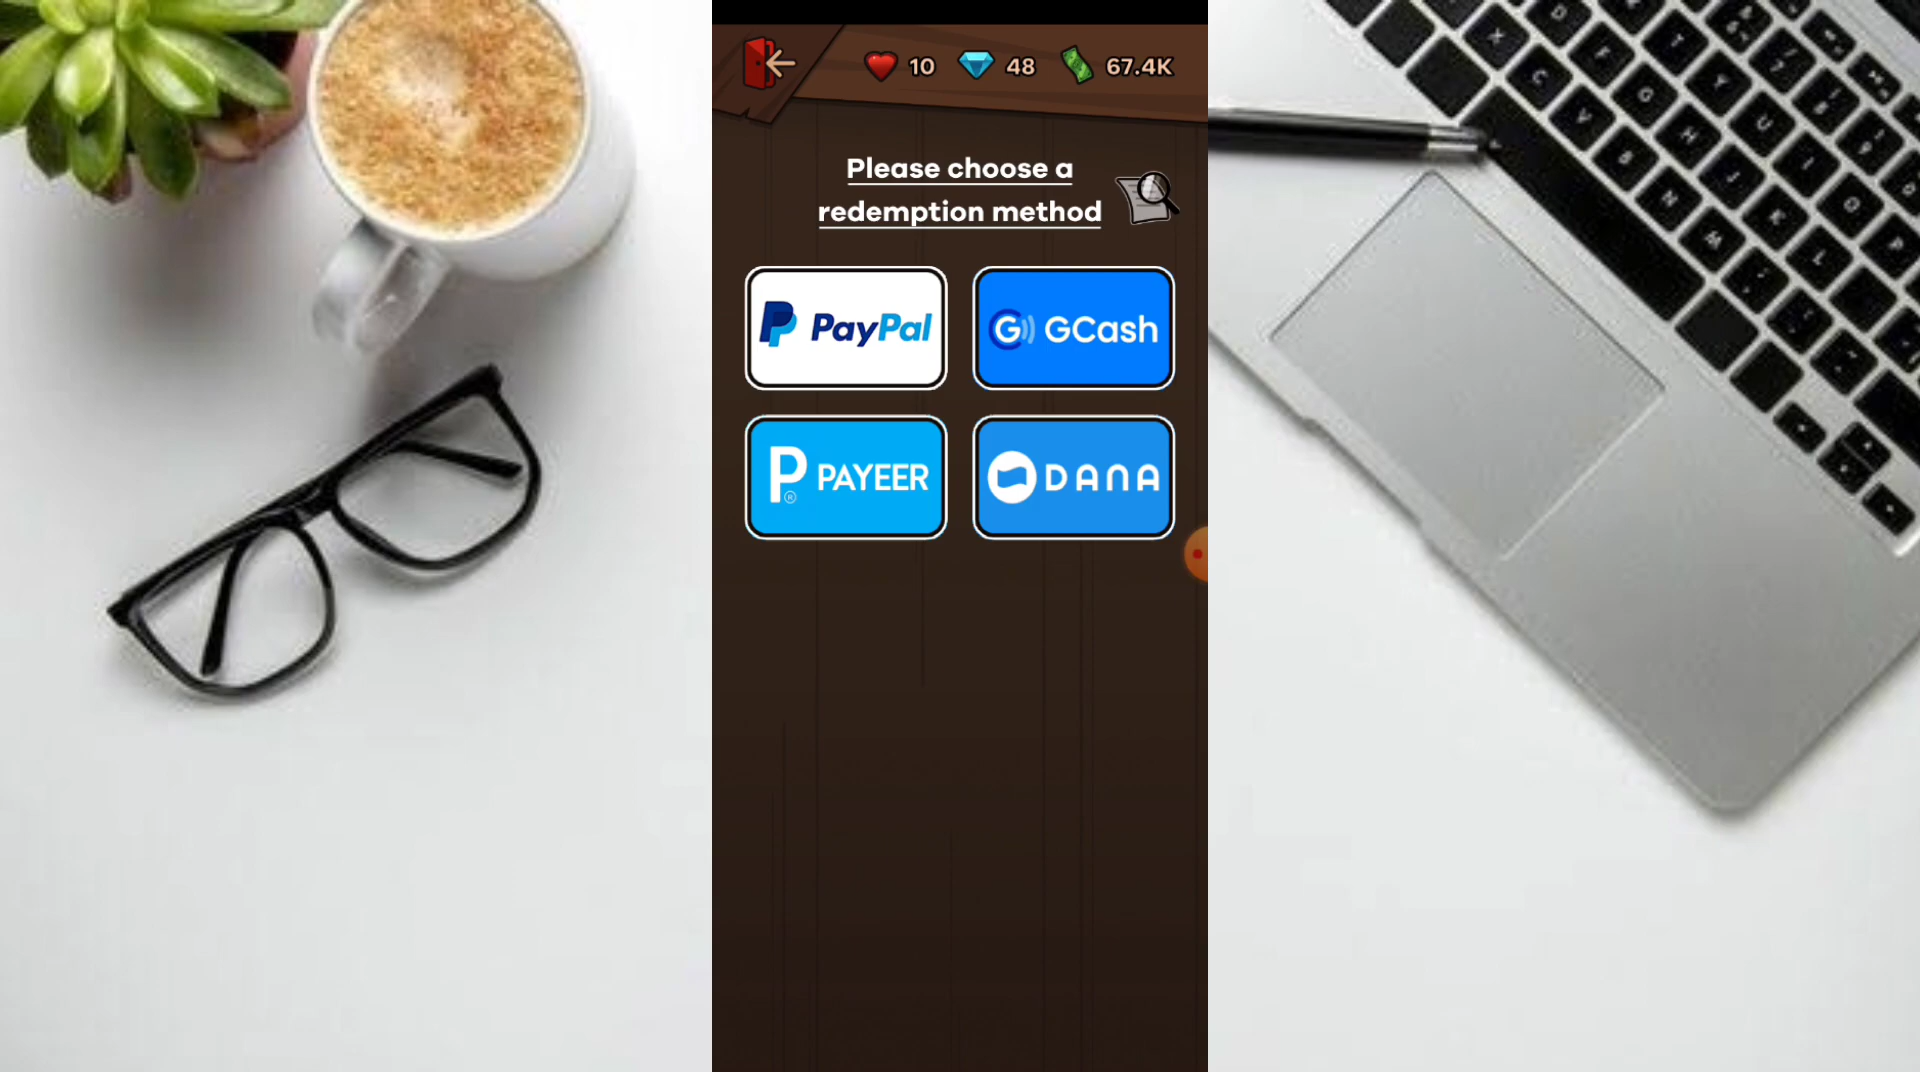 10 48 67.4K
Please choose a
redemption method
PayPal GCash
PAYEER DANA